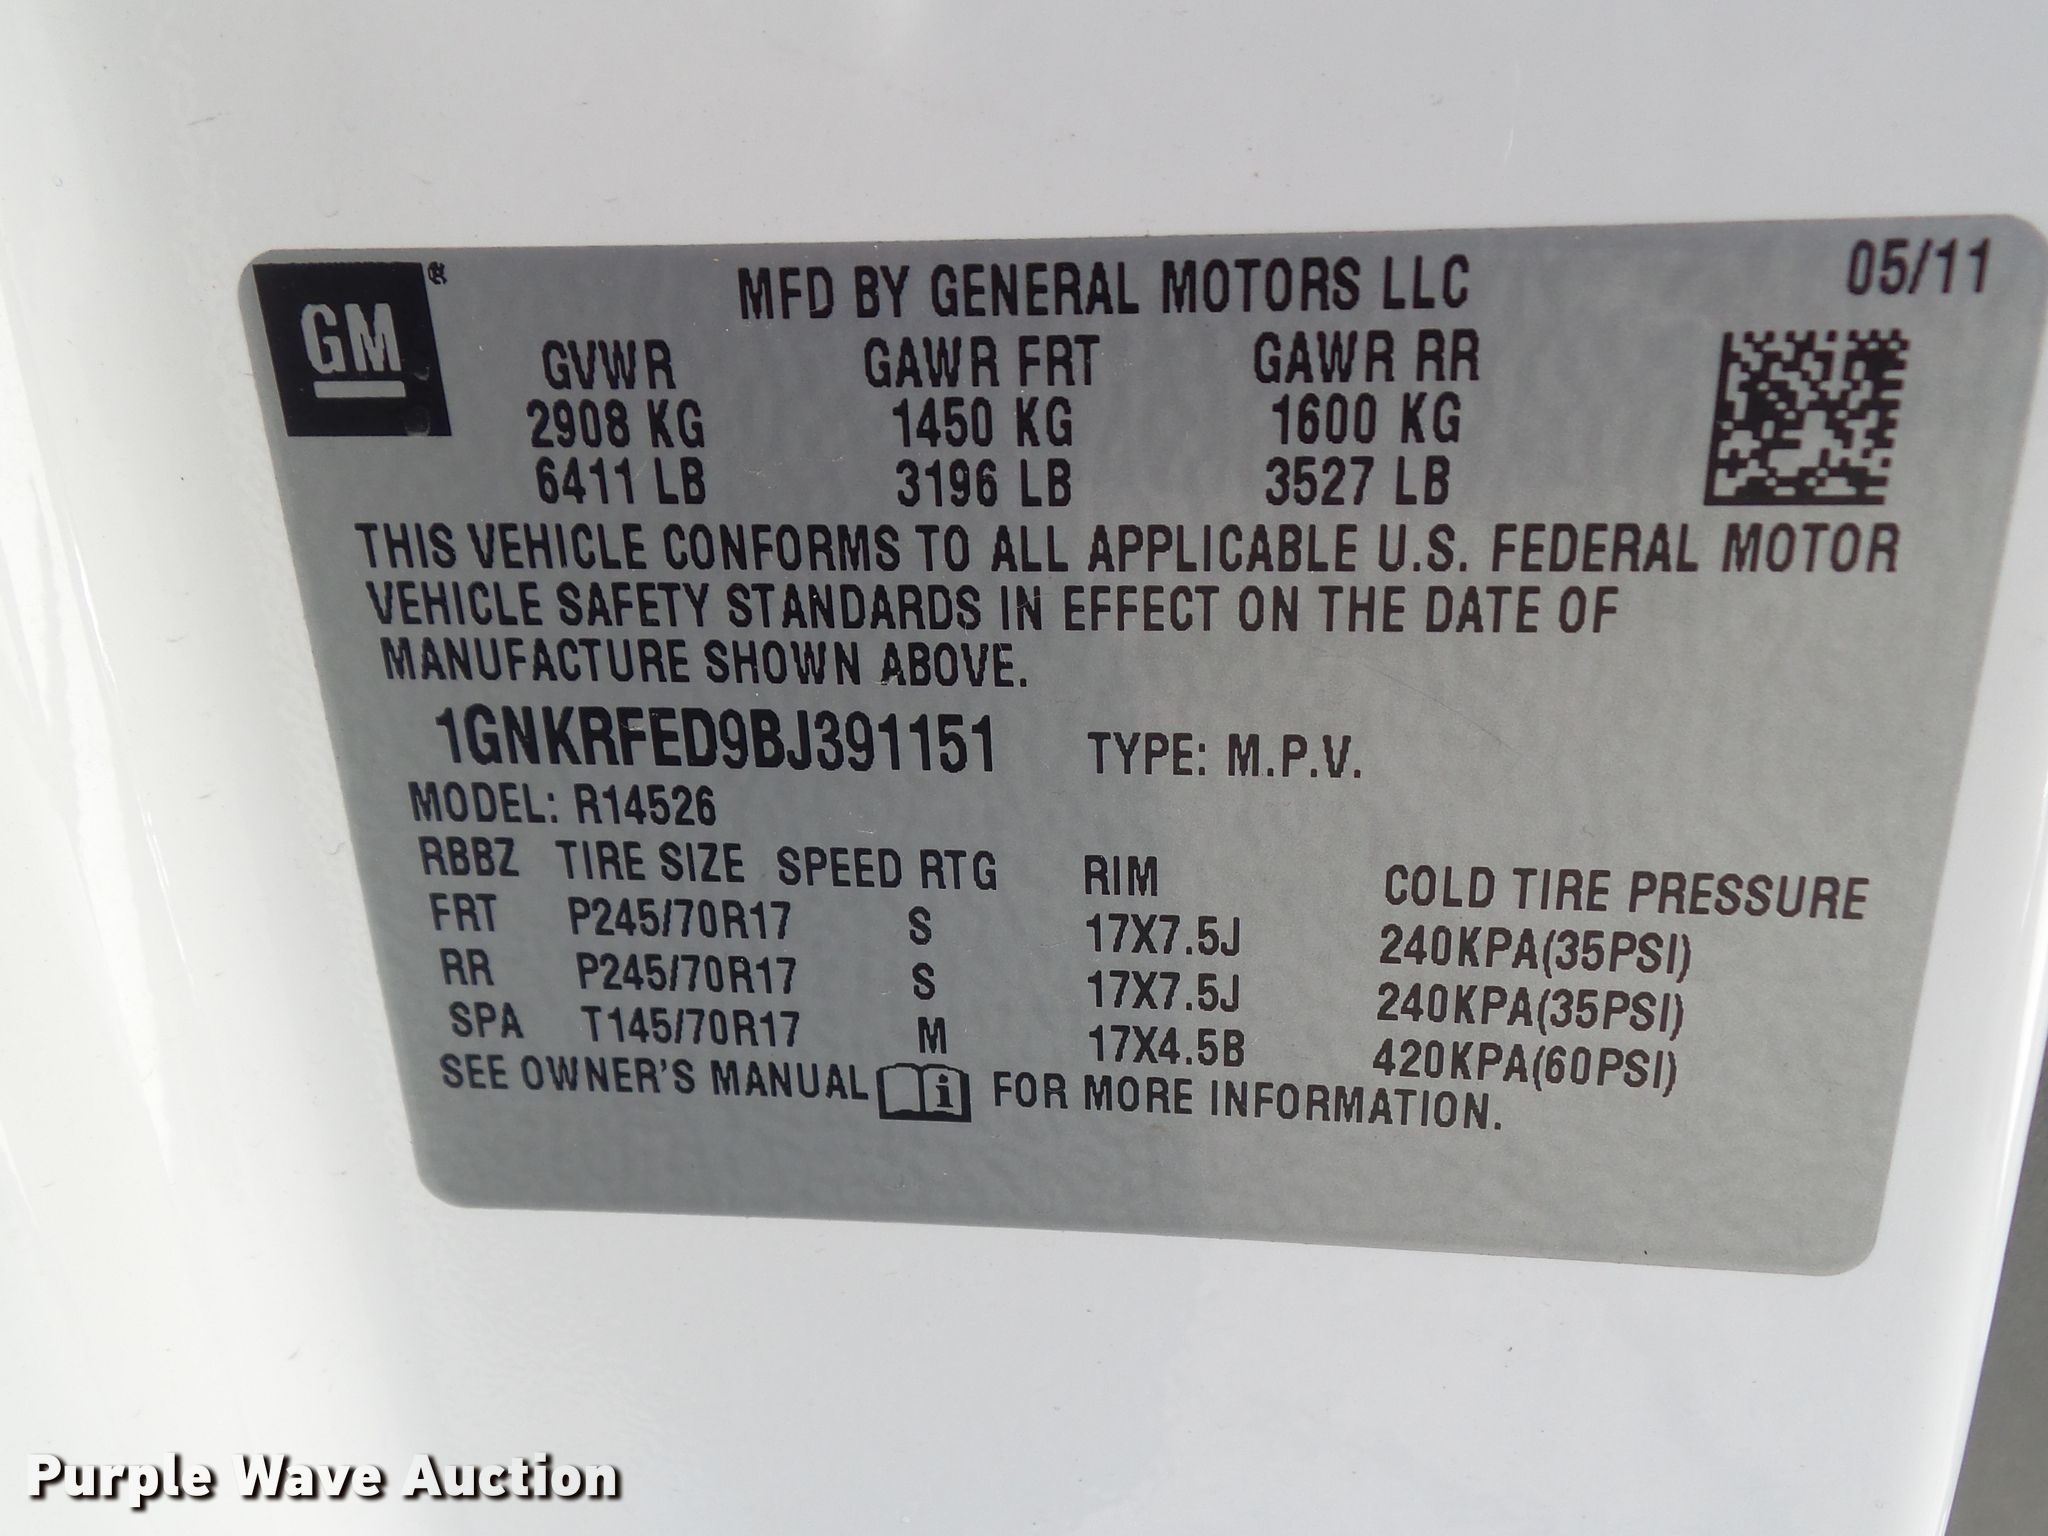 GM
MFD BY GENERAL MOTORS LLC 05/11
GVWR GAWR FRT GAWR RR
2908 KG 1450 KG 1600 KG
6411 LB 3196 LB 3527 LB
THIS VEHICLE CONFORMS TO ALL APPLICABLE U.S. FEDERAL MOTOR
VEHICLE SAFETY STANDARDS IN EFFECT ON THE DATE OF
MANUFACTURE SHOWN ABOVE.
1GNKRFED9BJ391151 TYPE: M.P.V.
MODEL: R14526
RBBZ TIRE SIZE SPEED RTG RIM COLD TIRE PRESSURE
FRT P245/70R17 S 17X7.5J 240KPA(35PSI)
RR P245/70R17 S 17X7.5J 240KPA(35PSI)
SPA T145/70R17 M 17X4.5B 420KPA(60PSI)
SEE OWNER'S MANUAL i FOR MORE INFORMATION.
Purple Wave Auction